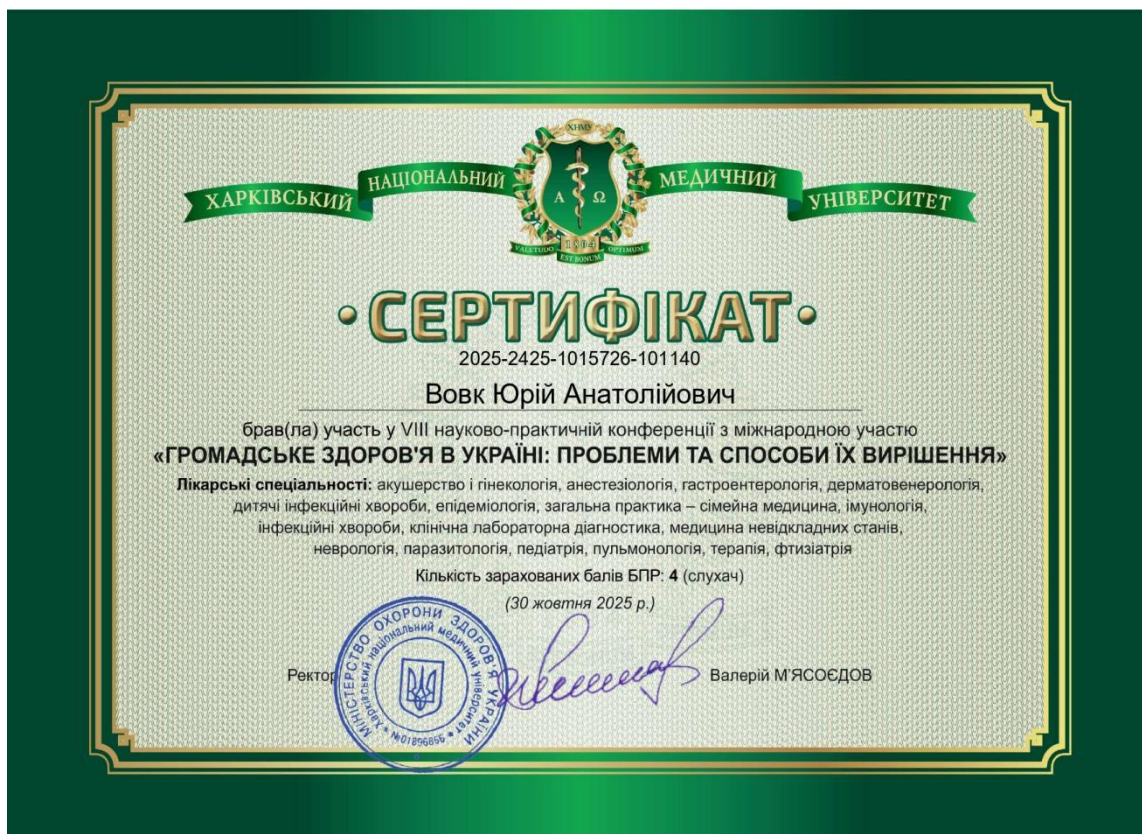 ХНМУ
ХАРКІВСЬКИЙ НАЦІОНАЛЬНИЙ МЕДИЧНИЙ УНІВЕРСИТЕТ
Α Ω
1804
VALETUDO EST BONUM OPTIMUM
• СЕРТИФІКАТ •
2025-2425-1015726-101140
Вовк Юрій Анатолійович
брав(ла) участь у VIII науково-практичній конференції з міжнародною участю
«ГРОМАДСЬКЕ ЗДОРОВ'Я В УКРАЇНІ: ПРОБЛЕМИ ТА СПОСОБИ ЇХ ВИРІШЕННЯ»
Лікарські спеціальності: акушерство і гінекологія, анестезіологія, гастроентерологія, дерматовенерологія,
дитячі інфекційні хвороби, епідеміологія, загальна практика – сімейна медицина, імунологія,
інфекційні хвороби, клінічна лабораторна діагностика, медицина невідкладних станів,
неврологія, паразитологія, педіатрія, пульмонологія, терапія, фтизіатрія
Кількість зарахованих балів БПР: 4 (слухач)
(30 жовтня 2025 р.)
Ректор
Валерій М'ЯСОЄДОВ
МІНІСТЕРСТВО ОХОРОНИ ЗДОРОВ'Я УКРАЇНИ
Харківський національний медичний університет
№01896866